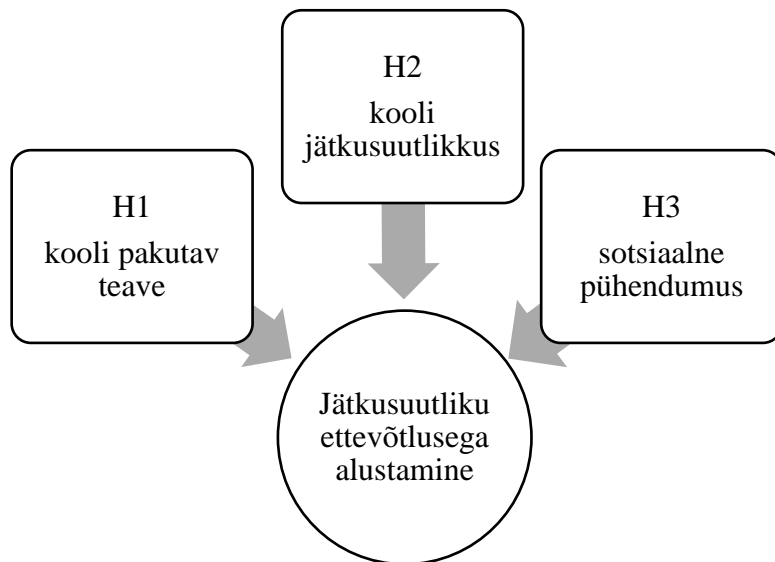 H1
kooli pakutav
teave
H2
kooli
jätkusuutlikkus
H3
sotsiaalne
pühendumus
Jätkusuutliku
ettevõtlusega
alustamine